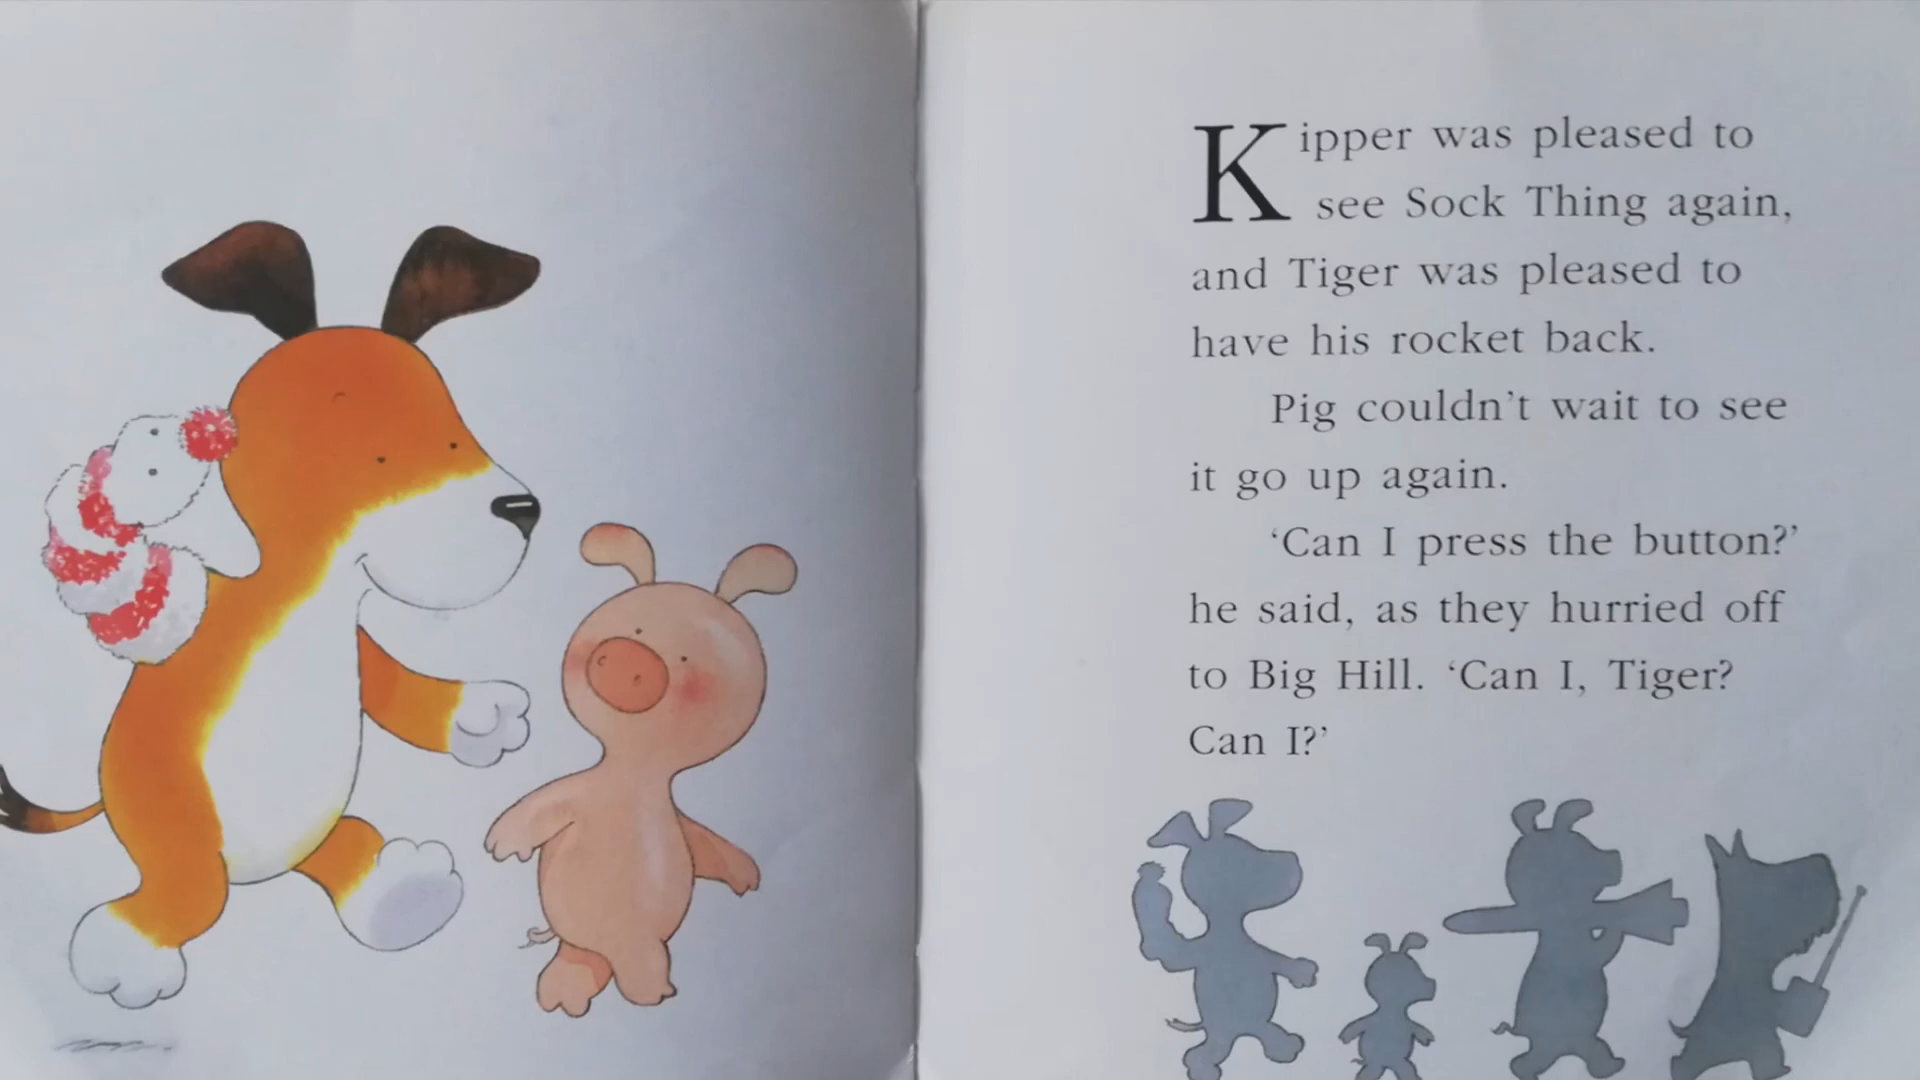 Kipper was pleased to
see Sock Thing again,
and Tiger was pleased to
have his rocket back.
Pig couldn't wait to see
it go up again.
‘Can I press the button?’
he said, as they hurried off
to Big Hill. ‘Can I, Tiger?
Can I?’